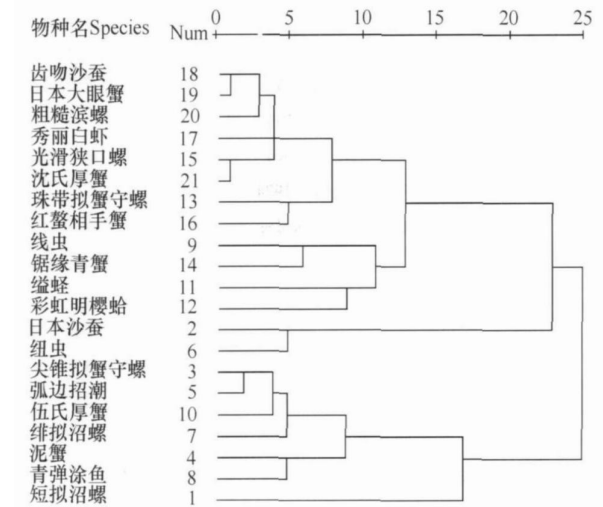 物种名Species Num 0 5 10 15 20 25
齿吻沙蚕 18
日本大眼蟹 19
粗糙滨螺 20
秀丽白虾 17
光滑狭口螺 15
沈氏厚蟹 21
珠带拟蟹守螺 13
红螯相手蟹 16
线虫 9
锯缘青蟹 14
缢蛏 11
彩虹明樱蛤 12
日本沙蚕 2
纽虫 6
尖锥拟蟹守螺 3
弧边招潮 5
伍氏厚蟹 10
绯拟沼螺 7
泥蟹 4
青弹涂鱼 8
短拟沼螺 1